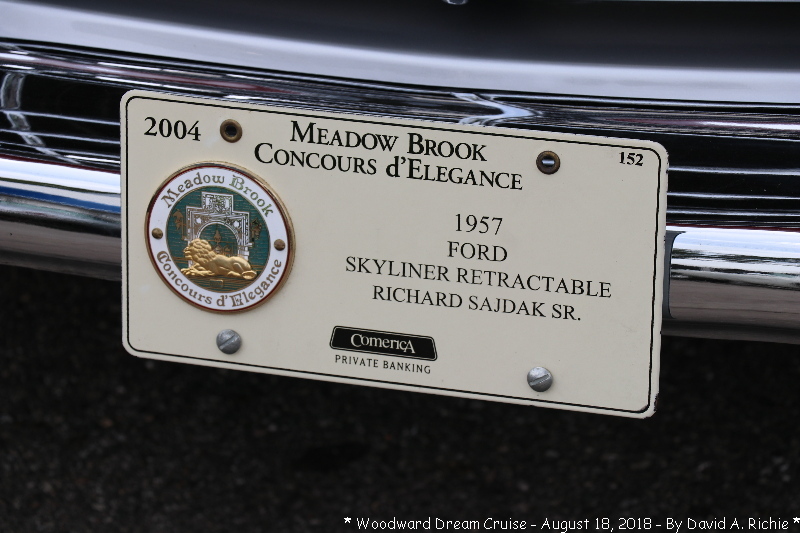 2004
MEADOW BROOK
CONCOURS d'ELEGANCE
152
Meadow Brook
Concours d'Elegance
1957
FORD
SKYLINER RETRACTABLE
RICHARD SAJDAK SR.
ComericA
PRIVATE BANKING
* Woodward Dream Cruise - August 18, 2018 - By David A. Richie *